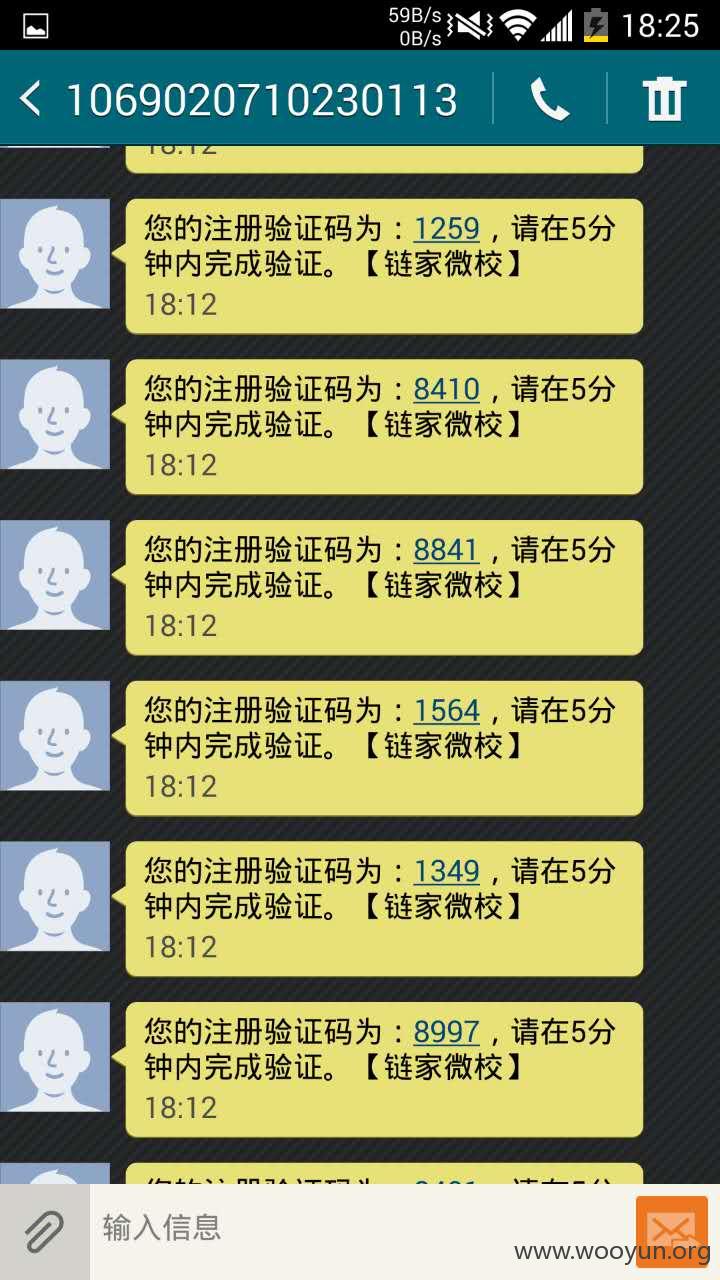 59B/s
0B/s
18:25
1069020710230113
18:12
您的注册验证码为：1259，请在5分
钟内完成验证。【链家微校】
18:12
您的注册验证码为：8410，请在5分
钟内完成验证。【链家微校】
18:12
您的注册验证码为：8841，请在5分
钟内完成验证。【链家微校】
18:12
您的注册验证码为：1564，请在5分
钟内完成验证。【链家微校】
18:12
您的注册验证码为：1349，请在5分
钟内完成验证。【链家微校】
18:12
您的注册验证码为：8997，请在5分
钟内完成验证。【链家微校】
18:12
输入信息
www.wooyun.org